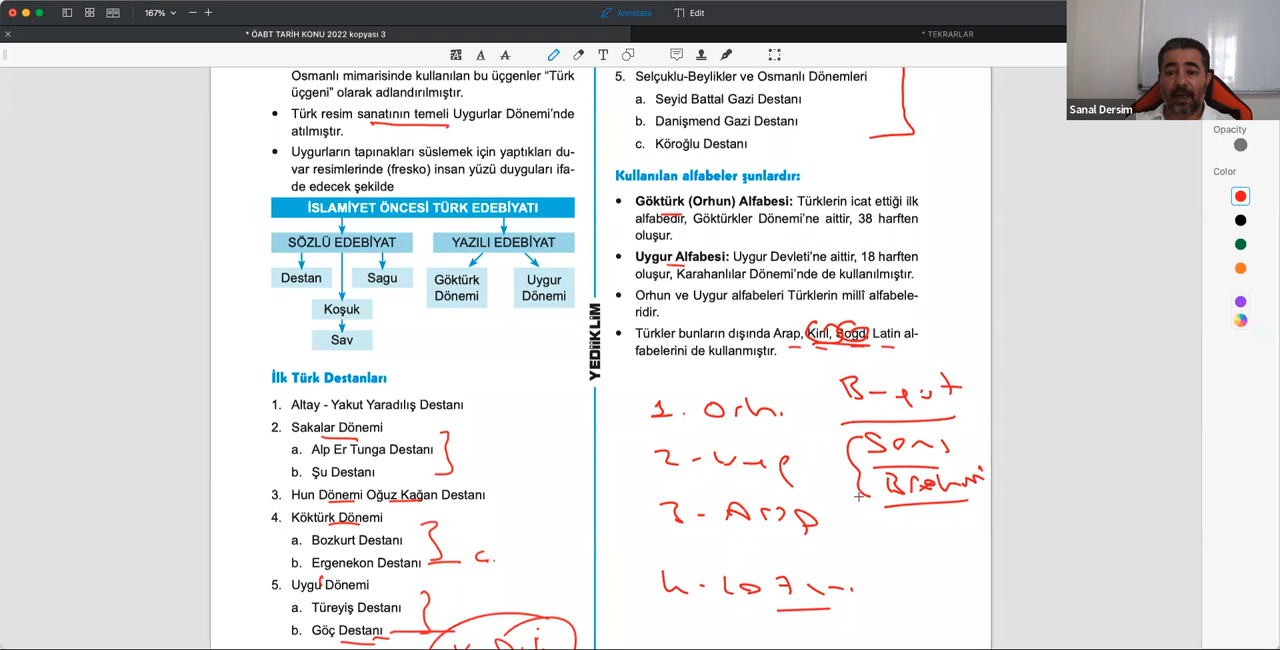 167%
Annotate
Edit
* ÖABT TARİH KONU 2022 kopyası 3
* TEKRARLAR
Sanal Dersim
Opacity
Color
Osmanlı mimarisinde kullanılan bu üçgenler “Türk
üçgeni” olarak adlandırılmıştır.
• Türk resim sanatının temeli Uygurlar Dönemi’nde
atılmıştır.
• Uygurların tapınakları süslemek için yaptıkları du-
var resimlerinde (fresko) insan yüzü duyguları ifa-
de edecek şekilde
İSLAMİYET ÖNCESİ TÜRK EDEBİYATI
SÖZLÜ EDEBİYAT
YAZILI EDEBİYAT
Destan
Sagu
Koşuk
Sav
Göktürk
Dönemi
Uygur
Dönemi
İlk Türk Destanları
1. Altay - Yakut Yaradılış Destanı
2. Sakalar Dönemi
a. Alp Er Tunga Destanı
b. Şu Destanı
3. Hun Dönemi Oğuz Kağan Destanı
4. Köktürk Dönemi
a. Bozkurt Destanı
b. Ergenekon Destanı
5. Uygu Dönemi
a. Türeyiş Destanı
b. Göç Destanı
YEDİİKLİM
5. Selçuklu-Beylikler ve Osmanlı Dönemleri
a. Seyid Battal Gazi Destanı
b. Danişmend Gazi Destanı
c. Köroğlu Destanı
Kullanılan alfabeler şunlardır:
• Göktürk (Orhun) Alfabesi: Türklerin icat ettiği ilk
alfabedir, Göktürkler Dönemi’ne aittir, 38 harften
oluşur.
• Uygur Alfabesi: Uygur Devleti’ne aittir, 18 harften
oluşur, Karahanlılar Dönemi’nde de kullanılmıştır.
• Orhun ve Uygur alfabeleri Türklerin millî alfabele-
ridir.
• Türkler bunların dışında Arap, Kiril, Soğd, Latin al-
fabelerini de kullanmıştır.
1. Orh.
3 - Arap